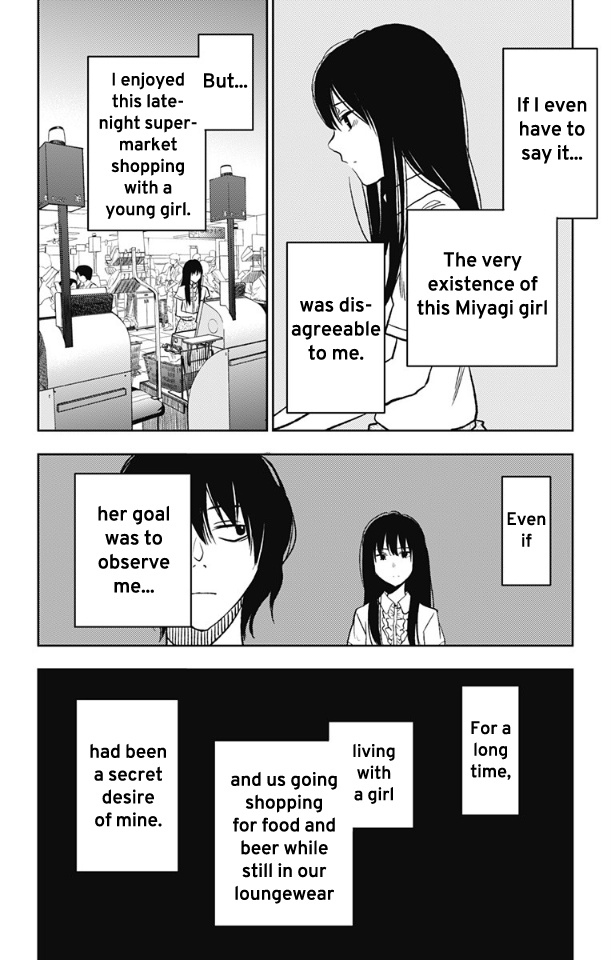 If I even
have to
say it...
The very
existence of
this Miyagi girl
was dis-
agreeable
to me.
But...
I enjoyed
this late-
night super-
market
shopping
with a
young girl.
Even
if
her goal
was to
observe
me...
For a
long
time,
living
with
a girl
and us going
shopping
for food and
beer while
still in our
loungewear
had been
a secret
desire
of mine.